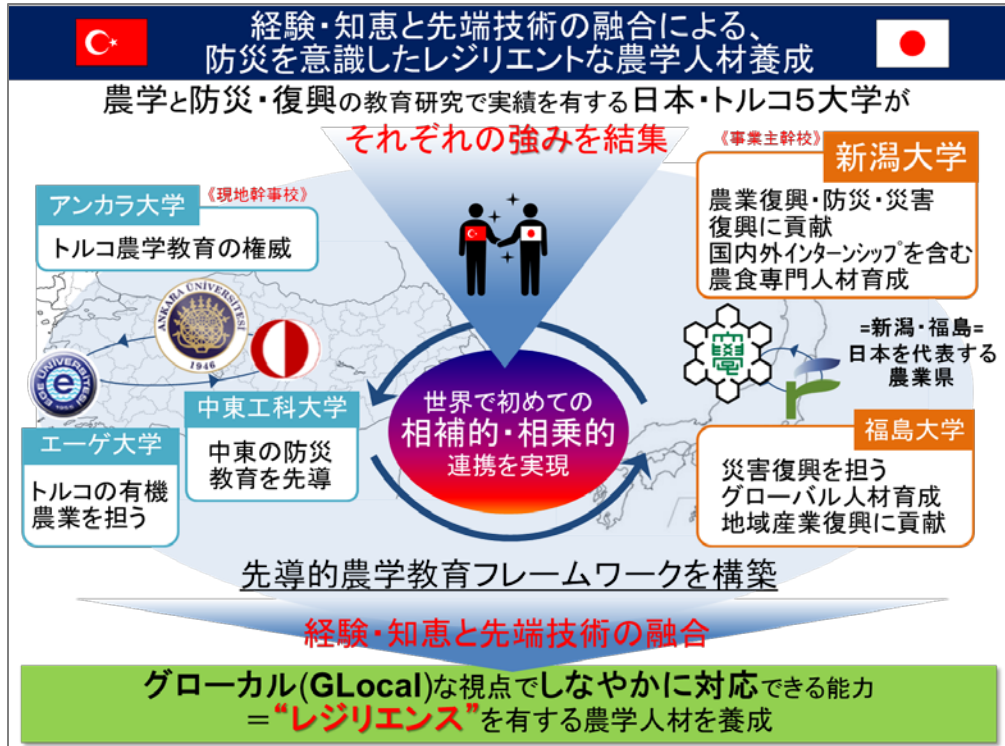 経験・知恵と先端技術の融合による、
防災を意識したレジリエントな農学人材養成
農学と防災・復興の教育研究で実績を有する日本・トルコ5大学が
それぞれの強みを結集
《事業主幹校》
新潟大学
農業復興・防災・災害
復興に貢献
国内外インターンシップを含む
農食専門人材育成
アンカラ大学
《現地幹事校》
トルコ農学教育の権威
ANKARA ÜNİVERSİTESİ
1946
EGE ÜNİVERSİTESİ
e
1955
中東工科大学
中東の防災
教育を先導
エーゲ大学
トルコの有機
農業を担う
世界で初めての
相補的・相乗的
連携を実現
大學
=新潟・福島=
日本を代表する
農業県
福島大学
災害復興を担う
グローバル人材育成
地域産業復興に貢献
先導的農学教育フレームワークを構築
経験・知恵と先端技術の融合
グローカル(GLocal)な視点でしなやかに対応できる能力
＝“レジリエンス”を有する農学人材を養成